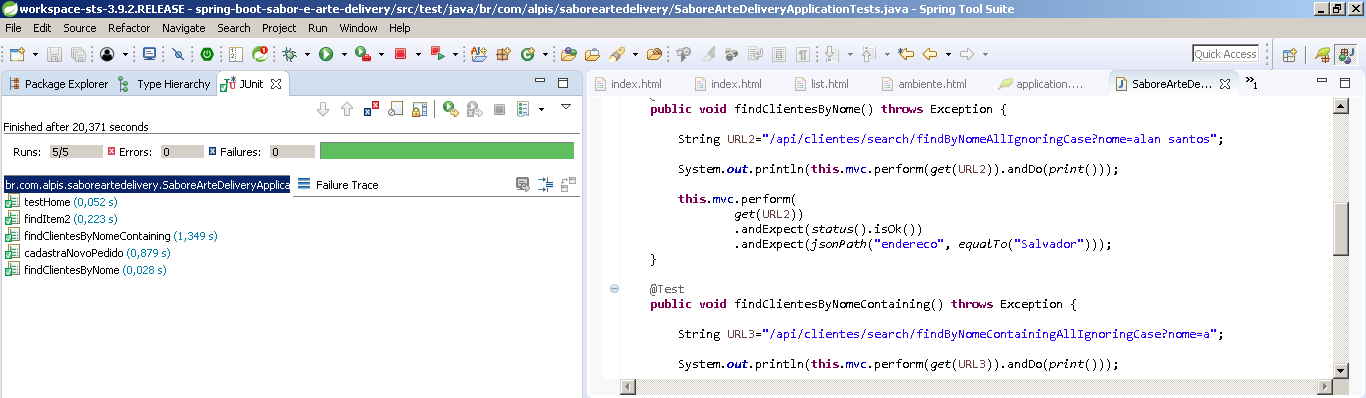 workspace-sts-3.9.2.RELEASE - spring-boot-sabor-e-arte-delivery/src/test/java/br/com/alpis/saboreartedelivery/SaboreArteDeliveryApplicationTests.java - Spring Tool Suite
File Edit Source Refactor Navigate Search Project Run Window Help
Quick Access
Package Explorer Type Hierarchy JUnit
Finished after 20,371 seconds
Runs: 5/5 Errors: 0 Failures: 0
br.com.alpis.saboreartedelivery.SaboreArteDeliveryApplica
Failure Trace
testHome (0,052 s)
findItem2 (0,223 s)
findClientesByNomeContaining (1,349 s)
cadastraNovoPedido (0,879 s)
findClientesByNome (0,028 s)
index.html index.html list.html ambiente.html application.... SaboreArteDe... »1
public void findClientesByNome() throws Exception {
String URL2="/api/clientes/search/findByNomeAllIgnoringCase?nome=alan santos";
System.out.println(this.mvc.perform(get(URL2)).andDo(print()));
this.mvc.perform(
get(URL2))
.andExpect(status().isOk())
.andExpect(jsonPath("endereco", equalTo("Salvador")));
}
@Test
public void findClientesByNomeContaining() throws Exception {
String URL3="/api/clientes/search/findByNomeContainingAllIgnoringCase?nome=a";
System.out.println(this.mvc.perform(get(URL3)).andDo(print()));